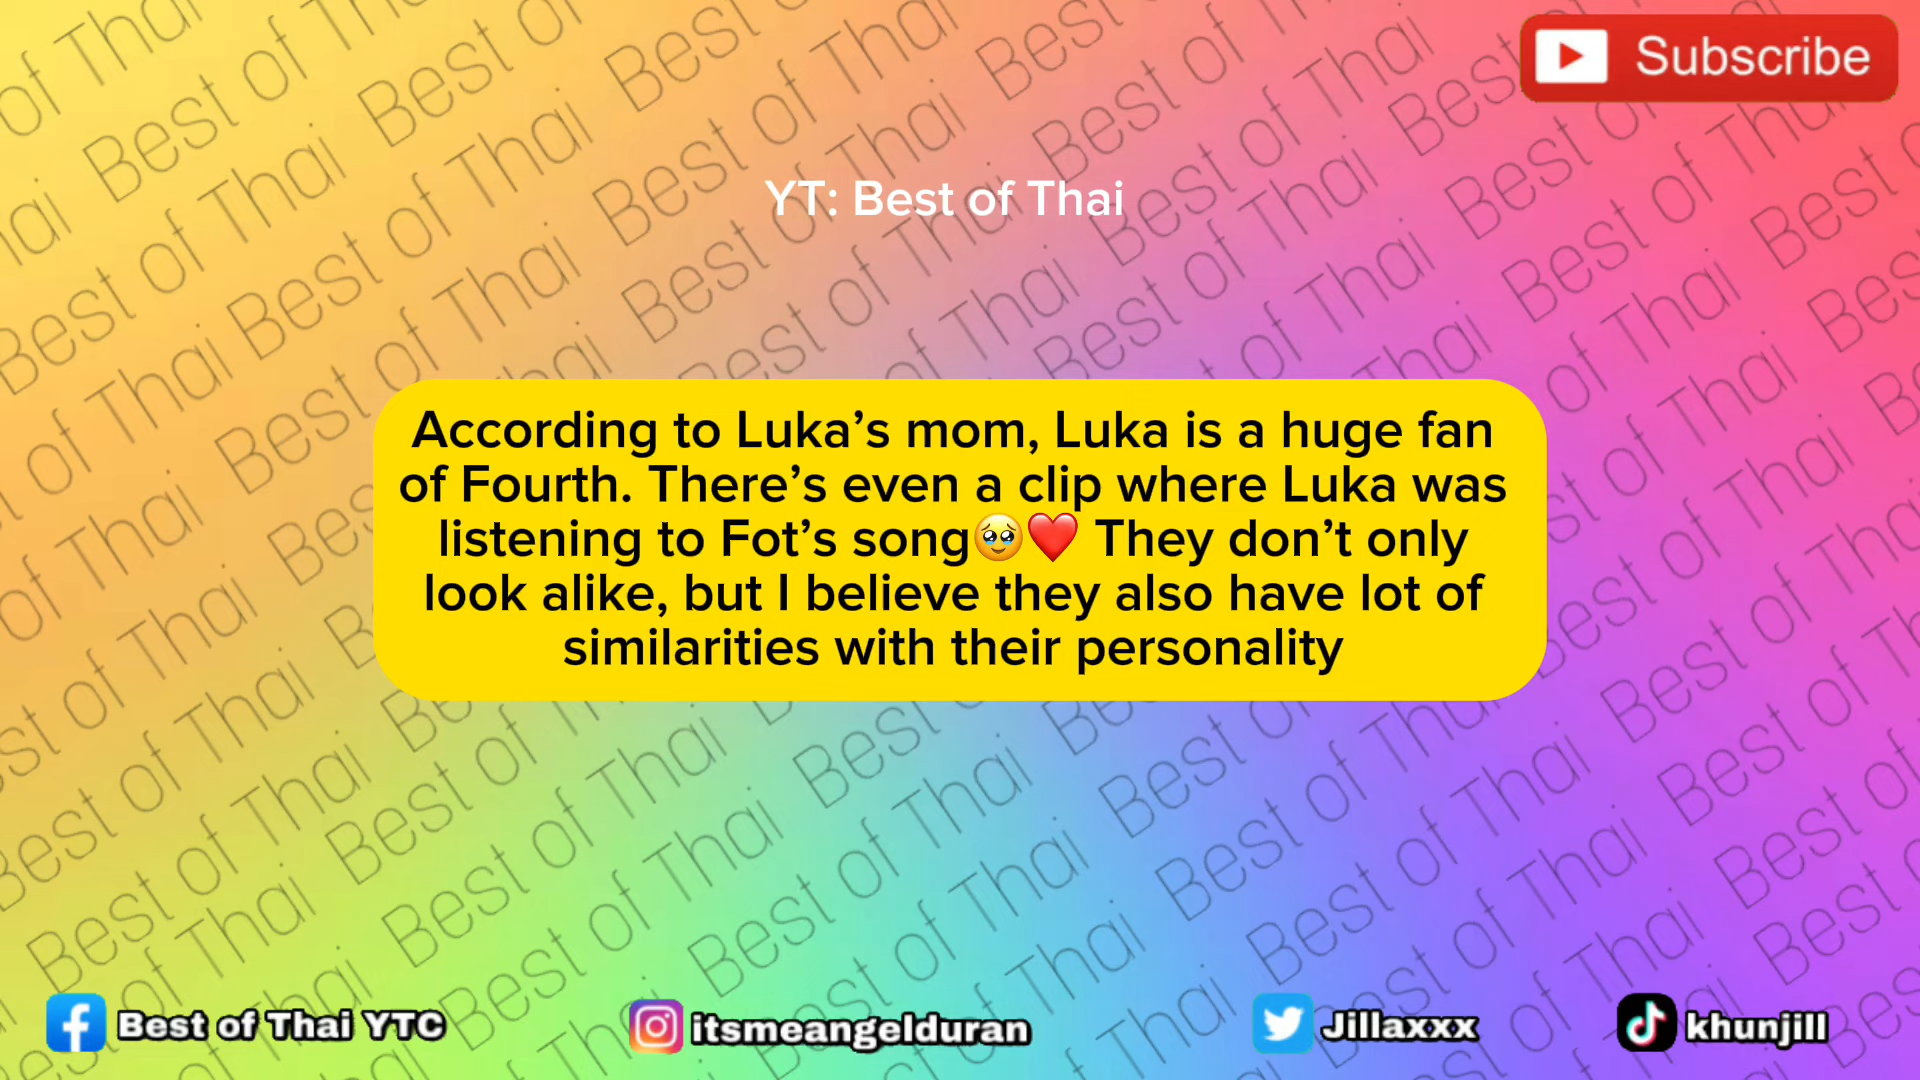 Subscribe
YT: Best of Thai
According to Luka’s mom, Luka is a huge fan
of Fourth. There’s even a clip where Luka was
listening to Fot’s song🥹❤️ They don’t only
look alike, but I believe they also have lot of
similarities with their personality
Best of Thai YTC
itsmeangelduran
Jillaxxx
khunjill